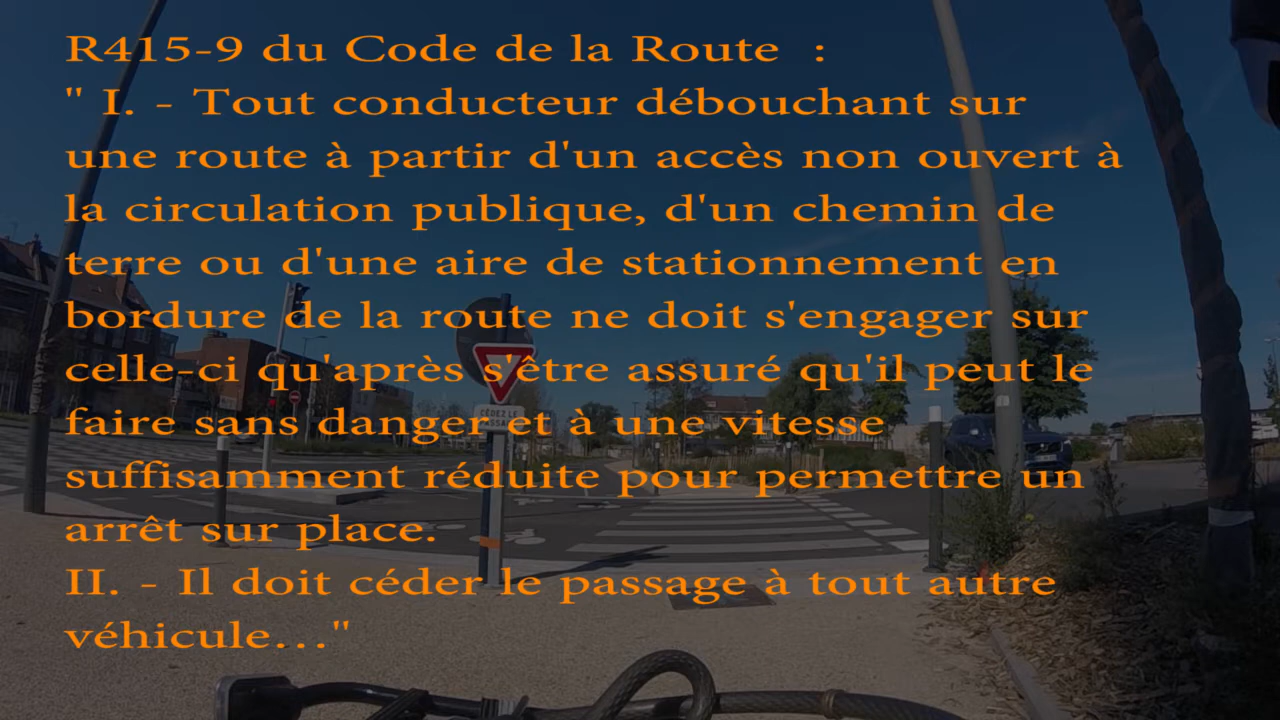 R415-9 du Code de la Route  :
" I. - Tout conducteur débouchant sur
une route à partir d'un accès non ouvert à
la circulation publique, d'un chemin de
terre ou d'une aire de stationnement en
bordure de la route ne doit s'engager sur
celle-ci qu'après s'être assuré qu'il peut le
faire sans danger et à une vitesse
suffisamment réduite pour permettre un
arrêt sur place.
II. - Il doit céder le passage à tout autre
véhicule..."
CÉDEZ LE